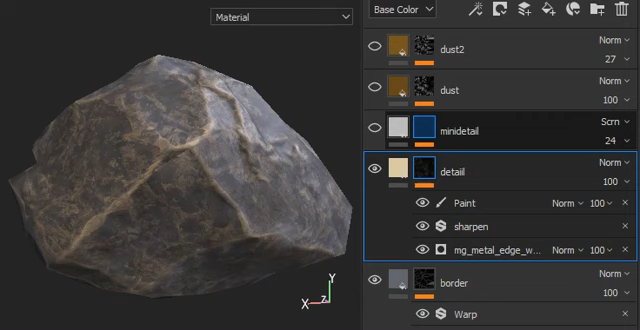 Material
Base Color
dust2
Norm
27
dust
Norm
100
minidetail
Scrn
24
detaiil
Norm
100
Paint Norm 100
sharpen
mg_metal_edge_w... Norm 100
border
Norm
100
Warp
Y
X
Z